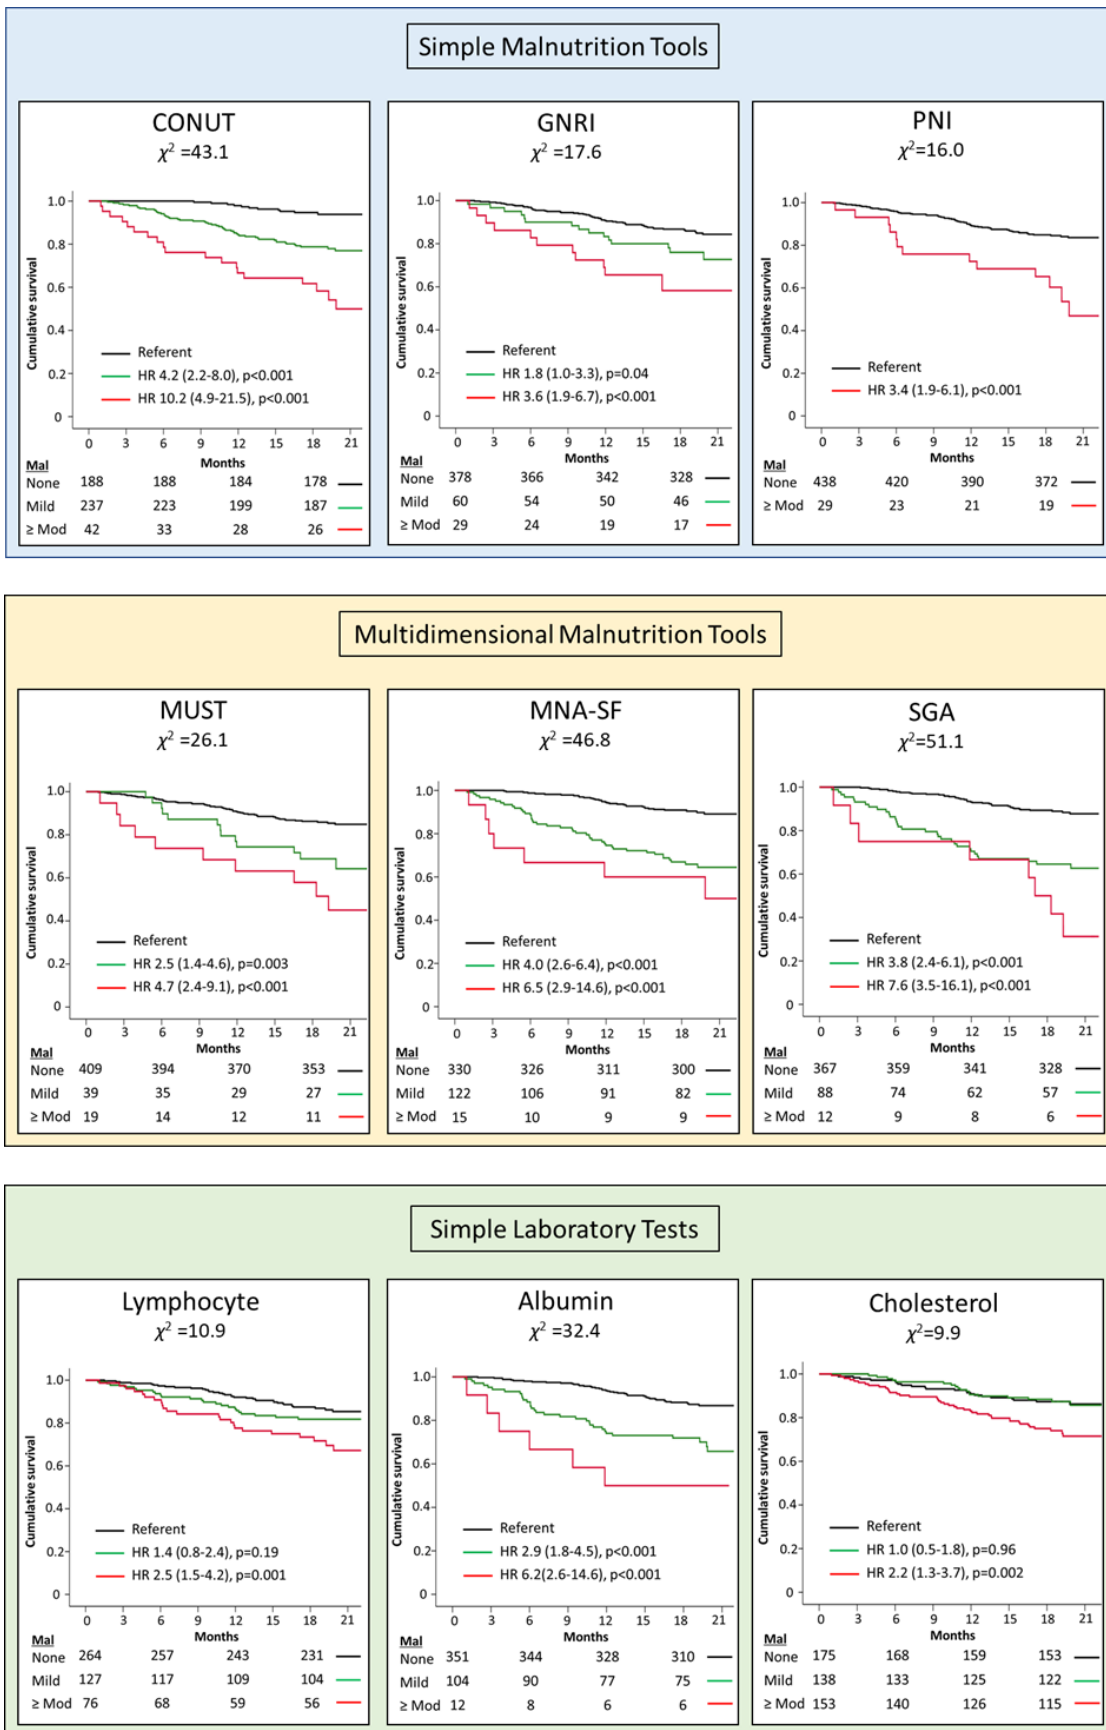 Simple Malnutrition Tools
CONUT
χ² =43.1
Cumulative survival
1.0
0.8
0.6
0.4
0.2
0
Referent
HR 4.2 (2.2-8.0), p<0.001
HR 10.2 (4.9-21.5), p<0.001
0 3 6 9 12 15 18 21
Months
Mal
None 188 188 184 178
Mild 237 223 199 187
≥ Mod 42 33 28 26
GNRI
χ² =17.6
Cumulative survival
1.0
0.8
0.6
0.4
0.2
0
Referent
HR 1.8 (1.0-3.3), p=0.04
HR 3.6 (1.9-6.7), p<0.001
0 3 6 9 12 15 18 21
Months
Mal
None 378 366 342 328
Mild 60 54 50 46
≥ Mod 29 24 19 17
PNI
χ²=16.0
Cumulative survival
1.0
0.8
0.6
0.4
0.2
0
Referent
HR 3.4 (1.9-6.1), p<0.001
0 3 6 9 12 15 18 21
Months
Mal
None 438 420 390 372
≥ Mod 29 23 21 19
Multidimensional Malnutrition Tools
MUST
χ² =26.1
Cumulative survival
1.0
0.8
0.6
0.4
0.2
0
Referent
HR 2.5 (1.4-4.6), p=0.003
HR 4.7 (2.4-9.1), p<0.001
0 3 6 9 12 15 18 21
Months
Mal
None 409 394 370 353
Mild 39 35 29 27
≥ Mod 19 14 12 11
MNA-SF
χ² =46.8
Cumulative survival
1.0
0.8
0.6
0.4
0.2
0
Referent
HR 4.0 (2.6-6.4), p<0.001
HR 6.5 (2.9-14.6), p<0.001
0 3 6 9 12 15 18 21
Months
Mal
None 330 326 311 300
Mild 122 106 91 82
≥ Mod 15 10 9 9
SGA
χ²=51.1
Cumulative survival
1.0
0.8
0.6
0.4
0.2
0
Referent
HR 3.8 (2.4-6.1), p<0.001
HR 7.6 (3.5-16.1), p<0.001
0 3 6 9 12 15 18 21
Months
Mal
None 367 359 341 328
Mild 88 74 62 57
≥ Mod 12 9 8 6
Simple Laboratory Tests
Lymphocyte
χ² =10.9
Cumulative survival
1.0
0.8
0.6
0.4
0.2
0
Referent
HR 1.4 (0.8-2.4), p=0.19
HR 2.5 (1.5-4.2), p=0.001
0 3 6 9 12 15 18 21
Months
Mal
None 264 257 243 231
Mild 127 117 109 104
≥ Mod 76 68 59 56
Albumin
χ² =32.4
Cumulative survival
1.0
0.8
0.6
0.4
0.2
0
Referent
HR 2.9 (1.8-4.5), p<0.001
HR 6.2(2.6-14.6), p<0.001
0 3 6 9 12 15 18 21
Months
Mal
None 351 344 328 310
Mild 104 90 77 75
≥ Mod 12 8 6 6
Cholesterol
χ²=9.9
Cumulative survival
1.0
0.8
0.6
0.4
0.2
0
Referent
HR 1.0 (0.5-1.8), p=0.96
HR 2.2 (1.3-3.7), p=0.002
0 3 6 9 12 15 18 21
Months
Mal
None 175 168 159 153
Mild 138 133 125 122
≥ Mod 153 140 126 115